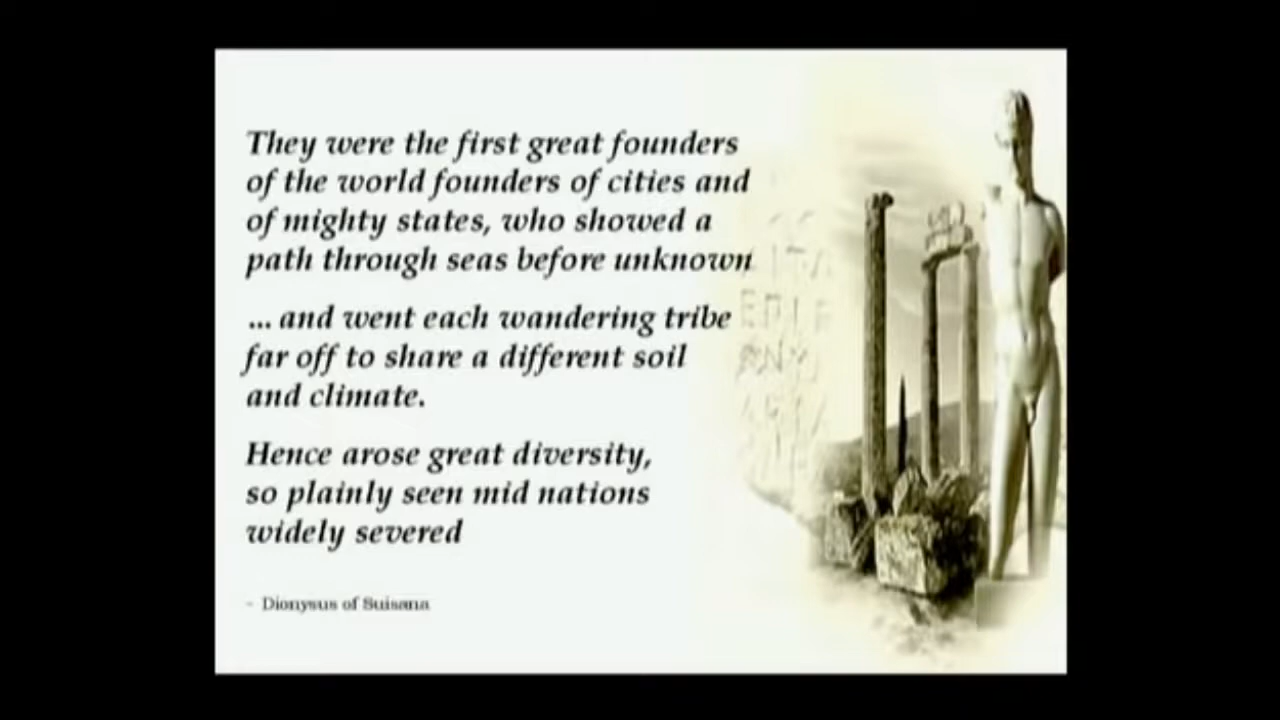 They were the first great founders
of the world founders of cities and
of mighty states, who showed a
path through seas before unknown
... and went each wandering tribe
far off to share a different soil
and climate.
Hence arose great diversity,
so plainly seen mid nations
widely severed
- Dionysus of Suisana